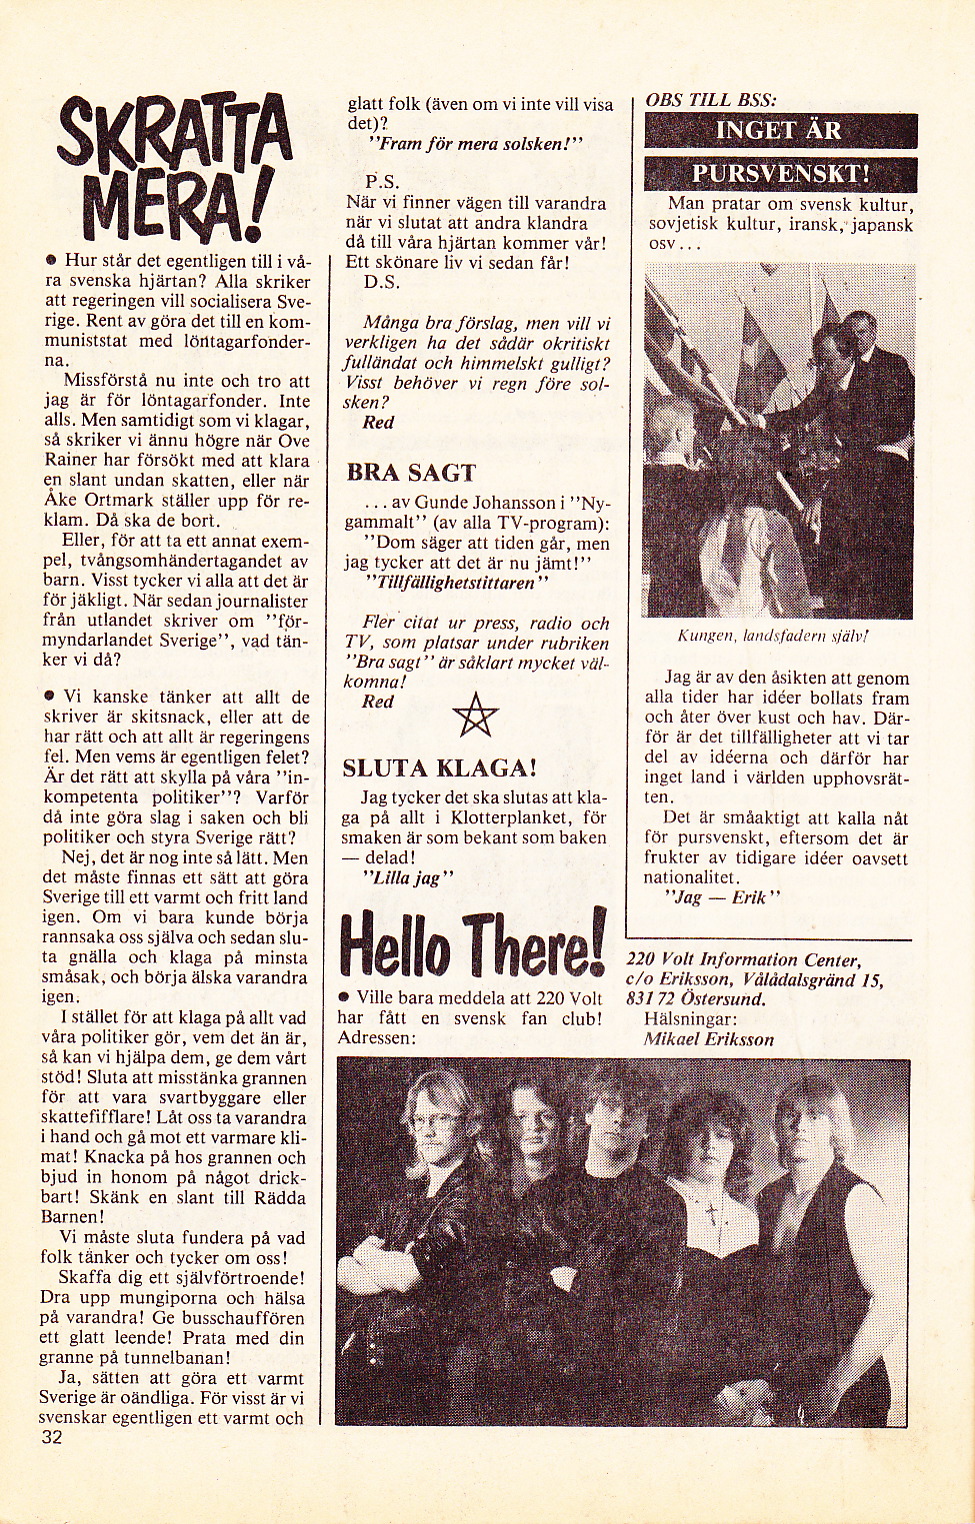 SKRATTA
MERA!
● Hur står det egentligen till i vå-
ra svenska hjärtan? Alla skriker
att regeringen vill socialisera Sve-
rige. Rent av göra det till en kom-
muniststat med löntagarfonder-
na.
Missförstå nu inte och tro att
jag är för löntagarfonder. Inte
alls. Men samtidigt som vi klagar,
så skriker vi ännu högre när Ove
Rainer har försökt med att klara
en slant undan skatten, eller när
Åke Ortmark ställer upp för re-
klam. Då ska de bort.
Eller, för att ta ett annat exem-
pel, tvångsomhändertagandet av
barn. Visst tycker vi alla att det är
för jäkligt. När sedan journalister
från utlandet skriver om ”för-
myndarlandet Sverige”, vad tän-
ker vi då?
● Vi kanske tänker att allt de
skriver är skitsnack, eller att de
har rätt och att allt är regeringens
fel. Men vems är egentligen felet?
Är det rätt att skylla på våra ”in-
kompetenta politiker”? Varför
då inte göra slag i saken och bli
politiker och styra Sverige rätt?
Nej, det är nog inte så lätt. Men
det måste finnas ett sätt att göra
Sverige till ett varmt och fritt land
igen. Om vi bara kunde börja
rannsaka oss själva och sedan slu-
ta gnälla och klaga på minsta
småsak, och börja älska varandra
igen.
I stället för att klaga på allt vad
våra politiker gör, vem det än är,
så kan vi hjälpa dem, ge dem vårt
stöd! Sluta att misstänka grannen
för att vara svartbyggare eller
skattefifflare! Låt oss ta varandra
i hand och gå mot ett varmare kli-
mat! Knacka på hos grannen och
bjud in honom på något drick-
bart! Skänk en slant till Rädda
Barnen!
Vi måste sluta fundera på vad
folk tänker och tycker om oss!
Skaffa dig ett självförtroende!
Dra upp mungiporna och hälsa
på varandra! Ge busschauffören
ett glatt leende! Prata med din
granne på tunnelbanan!
Ja, sätten att göra ett varmt
Sverige är oändliga. För visst är vi
svenskar egentligen ett varmt och
32
glatt folk (även om vi inte vill visa
det)?
”Fram för mera solsken!”
P.S.
När vi finner vägen till varandra
när vi slutat att andra klandra
då till våra hjärtan kommer vår!
Ett skönare liv vi sedan får!
D.S.
Många bra förslag, men vill vi
verkligen ha det sådär okritiskt
fulländat och himmelskt gulligt?
Visst behöver vi regn före sol-
sken?
Red
BRA SAGT
. . . av Gunde Johansson i ”Ny-
gammalt” (av alla TV-program):
”Dom säger att tiden går, men
jag tycker att det är nu jämt!”
”Tillfällighetstittaren”
Fler citat ur press, radio och
TV, som platsar under rubriken
”Bra sagt” är såklart mycket väl-
komna!
Red
SLUTA KLAGA!
Jag tycker det ska slutas att kla-
ga på allt i Klotterplanket, för
smaken är som bekant som baken
— delad!
”Lilla jag”
Hello There!
● Ville bara meddela att 220 Volt
har fått en svensk fan club!
Adressen:
OBS TILL BSS:
INGET ÄR
PURSVENSKT!
Man pratar om svensk kultur,
sovjetisk kultur, iransk, japansk
osv . . .
Kungen, landsfadern själv!
Jag är av den åsikten att genom
alla tider har idéer bollats fram
och åter över kust och hav. Där-
för är det tillfälligheter att vi tar
del av idéerna och därför har
inget land i världen upphovsrät-
ten.
Det är småaktigt att kalla nåt
för pursvenskt, eftersom det är
frukter av tidigare idéer oavsett
nationalitet.
”Jag — Erik”
220 Volt Information Center,
c/o Eriksson, Vålådalsgränd 15,
831 72 Östersund.
Hälsningar:
Mikael Eriksson